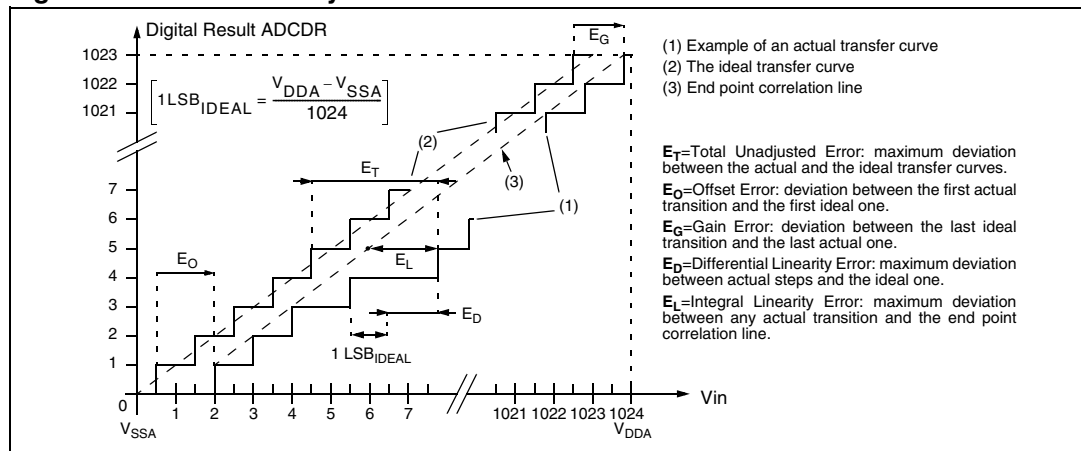 Digital Result ADCDR
E_G
1023
1022
1021
1LSB_IDEAL = V_DDA – V_SSA
1024
(2)
E_T
(3)
(1)
7
6
5
4
3
2
1
0
E_O
E_L
E_D
1 LSB_IDEAL
1 2 3 4 5 6 7 1021 1022 1023 1024
Vin
V_SSA
V_DDA
(1) Example of an actual transfer curve
(2) The ideal transfer curve
(3) End point correlation line
E_T=Total Unadjusted Error: maximum deviation
between the actual and the ideal transfer curves.
E_O=Offset Error: deviation between the first actual
transition and the first ideal one.
E_G=Gain Error: deviation between the last ideal
transition and the last actual one.
E_D=Differential Linearity Error: maximum deviation
between actual steps and the ideal one.
E_L=Integral Linearity Error: maximum deviation
between any actual transition and the end point
correlation line.